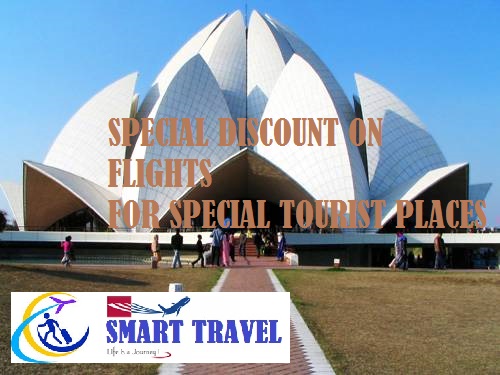 SPECIAL DISCOUNT ON
FLIGHTS
FOR SPECIAL TOURIST PLACES
SMART TRAVEL
Life Is a Journey!